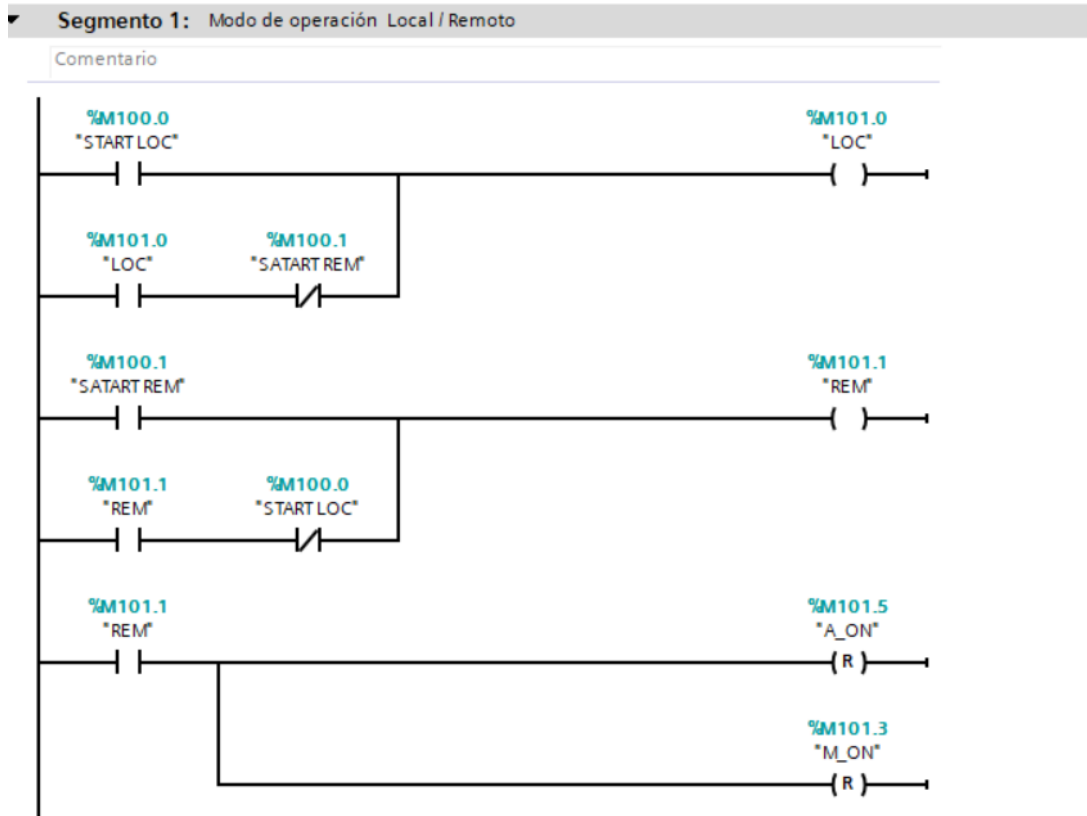 Segmento 1: Modo de operación Local / Remoto
Comentario
%M100.0 %M101.0
"START LOC" "LOC"
%M101.0 %M100.1
"LOC" "SATART REM"
%M100.1 %M101.1
"SATART REM" "REM"
%M101.1 %M100.0
"REM" "START LOC"
%M101.1 %M101.5
"REM" "A_ON"
R
%M101.3
"M_ON"
R